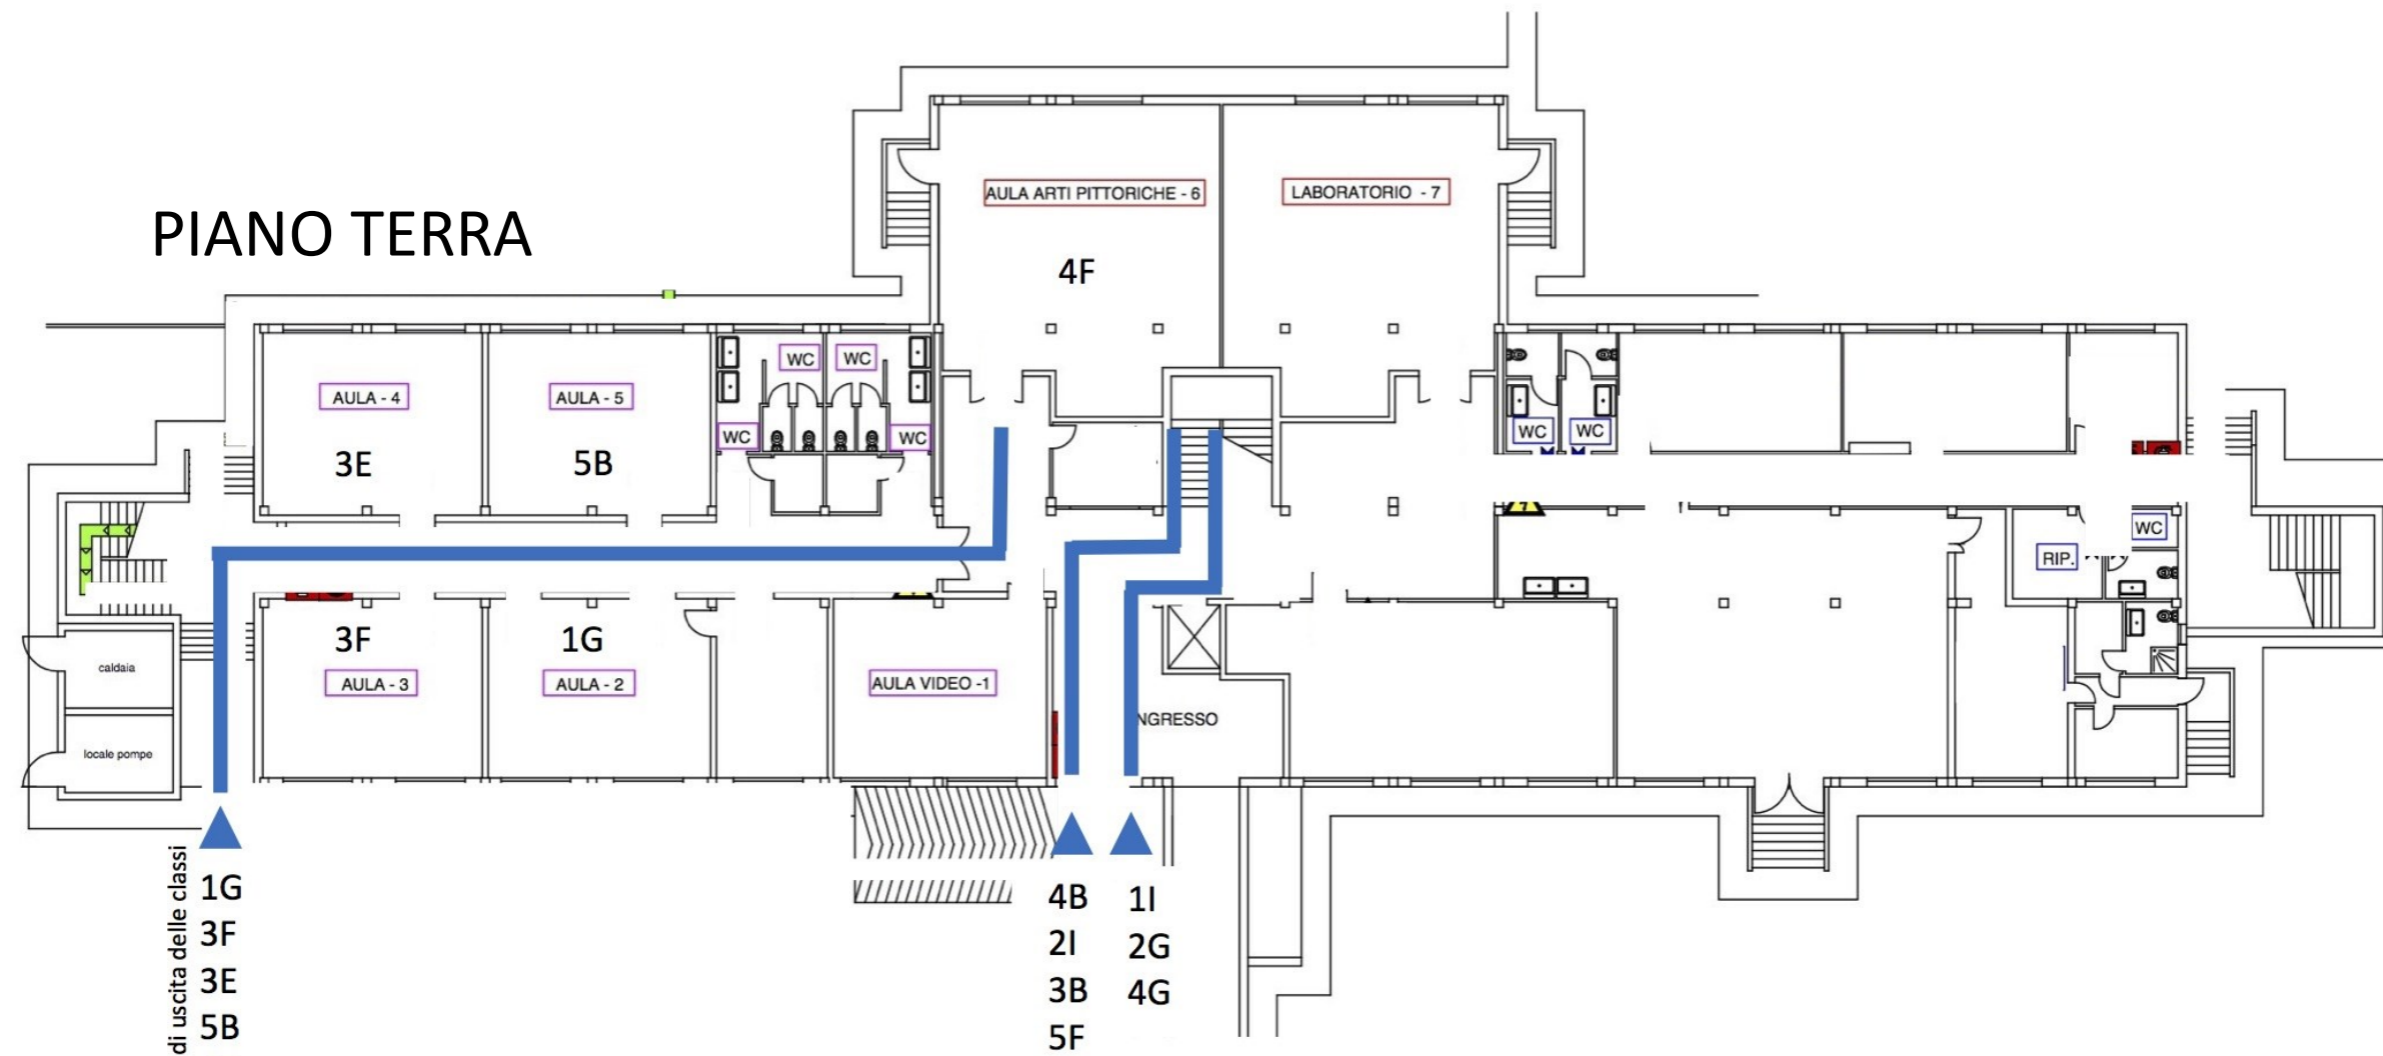 PIANO TERRA
AULA ARTI PITTORICHE - 6
LABORATORIO - 7
4F
WC
WC
AULA - 4
AULA - 5
WC
WC
WC
WC
3E
5B
7
WC
RIP.
3F
1G
caldaia
AULA - 3
AULA - 2
AULA VIDEO -1
NGRESSO
locale pompe
di uscita delle classi
1G
3F
3E
5B
4B
2I
3B
5F
1I
2G
4G